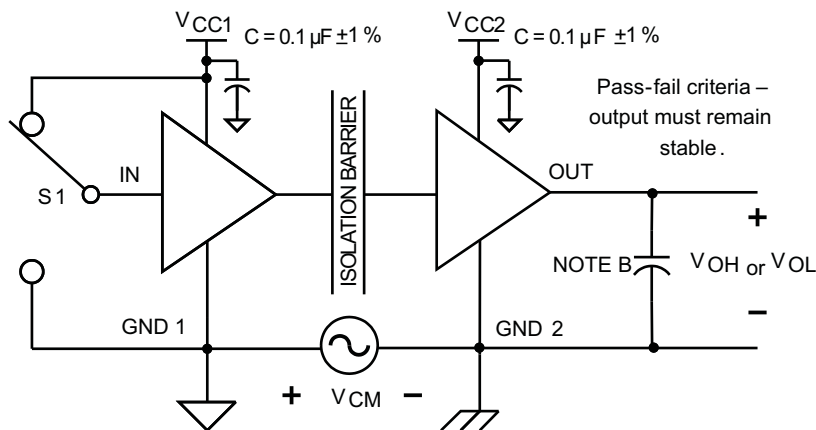 VCC1
C = 0.1 µF ±1 %
VCC2
C = 0.1 µF ±1%
Pass-fail criteria –
output must remain
stable.
S1
IN
ISOLATION BARRIER
OUT
+
NOTE B
VOH or VOL
–
GND 1
GND 2
+ VCM –